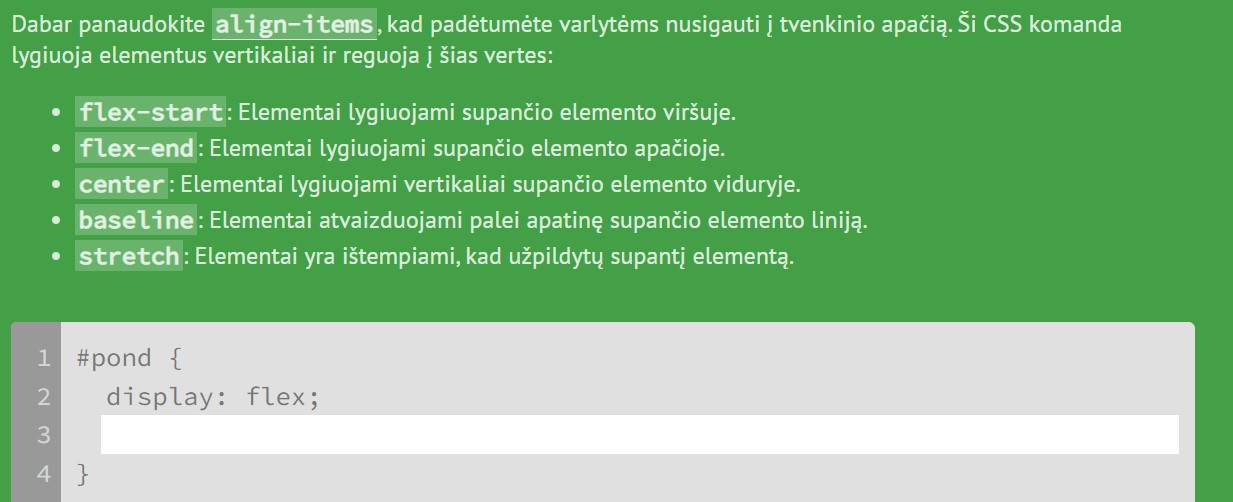 Dabar panaudokite align-items, kad padėtumėte varlytėms nusigauti į tvenkinio apačią. Ši CSS komanda
lygiuoja elementus vertikaliai ir reguoja į šias vertes:
• flex-start: Elementai lygiuojami supančio elemento viršuje.
• flex-end: Elementai lygiuojami supančio elemento apačioje.
• center: Elementai lygiuojami vertikaliai supančio elemento viduryje.
• baseline: Elementai atvaizduojami palei apatinę supančio elemento liniją.
• stretch: Elementai yra ištempiami, kad užpildytų supantį elementą.
1 #pond {
2 display: flex;
3
4 }